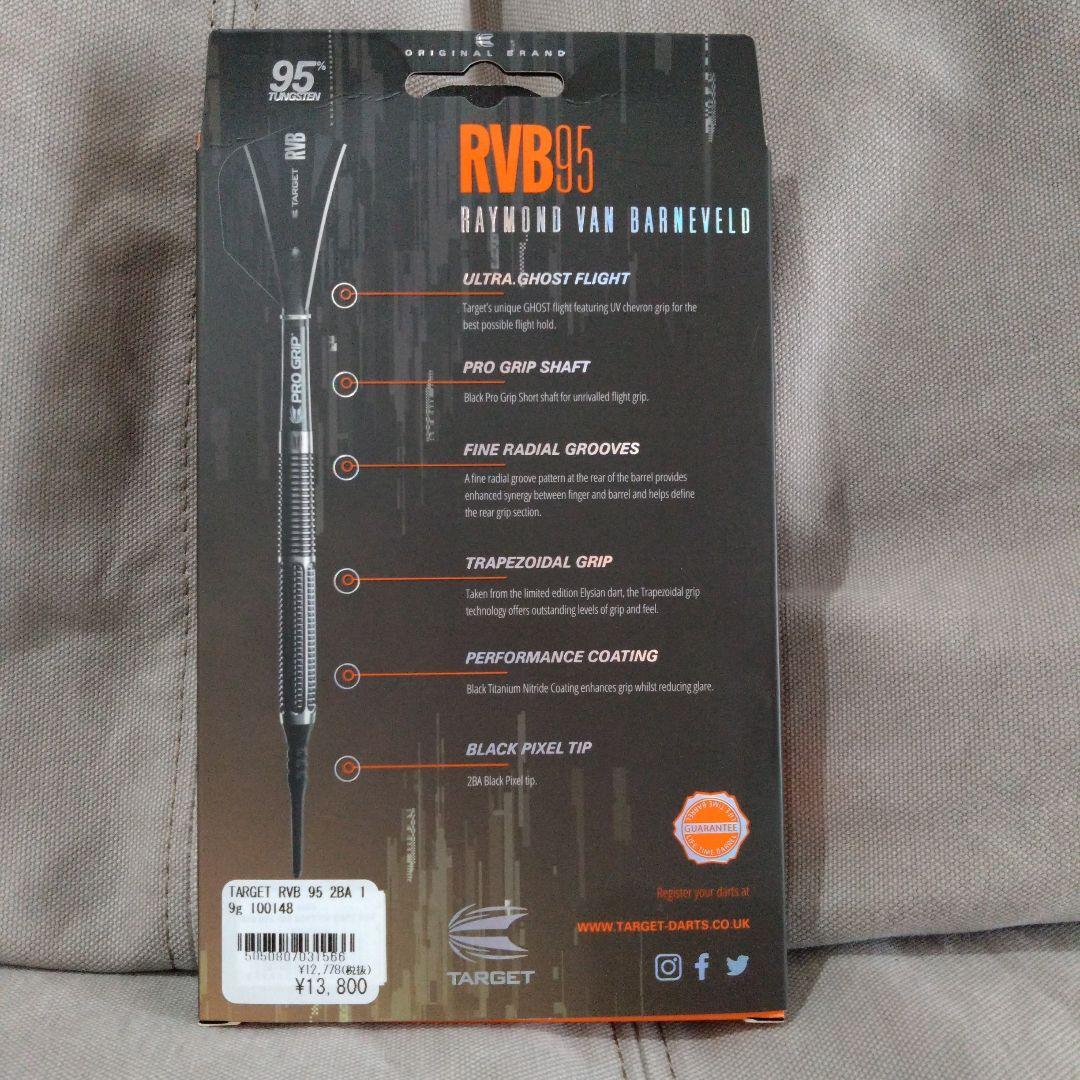 ORIGINAL BRAND
95%
TUNGSTEN
RVB
TARGET
PRO GRIP
RVB95
RAYMOND VAN BARNEVELD
ULTRA.GHOST FLIGHT
Target's unique GHOST flight featuring UV chevron grip for the
best possible flight hold.
PRO GRIP SHAFT
Black Pro Grip Short shaft for unrivalled flight grip.
FINE RADIAL GROOVES
A fine radial groove pattern at the rear of the barrel provides
enhanced synergy between finger and barrel and helps define
the rear grip section.
TRAPEZOIDAL GRIP
Taken from the limited edition Elysian dart, the Trapezoidal grip
technology offers outstanding levels of grip and feel.
PERFORMANCE COATING
Black Titanium Nitride Coating enhances grip whilst reducing glare.
BLACK PIXEL TIP
2BA Black Pixel tip.
LIFE TIME BARREL
GUARANTEE
LIFE TIME BARREL
Register your darts at
WWW.TARGET-DARTS.CO.UK
TARGET
TARGET RVB 95 2BA 1
9g 100148
5050807031566
¥12,778(税抜)
¥13,800